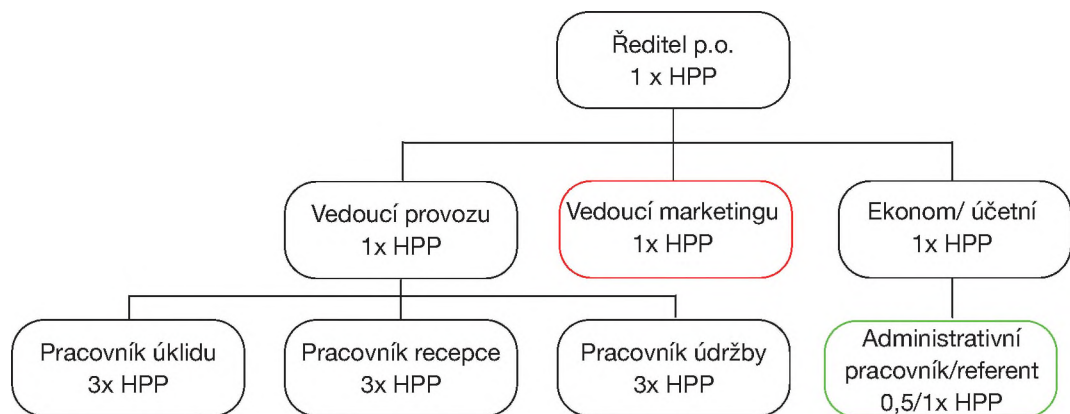 Ředitel p.o.
1 x HPP
Vedoucí provozu
1x HPP
Vedoucí marketingu
1x HPP
Ekonom/ účetní
1x HPP
Pracovník úklidu
3x HPP
Pracovník recepce
3x HPP
Pracovník údržby
3x HPP
Administrativní
pracovník/referent
0,5/1x HPP